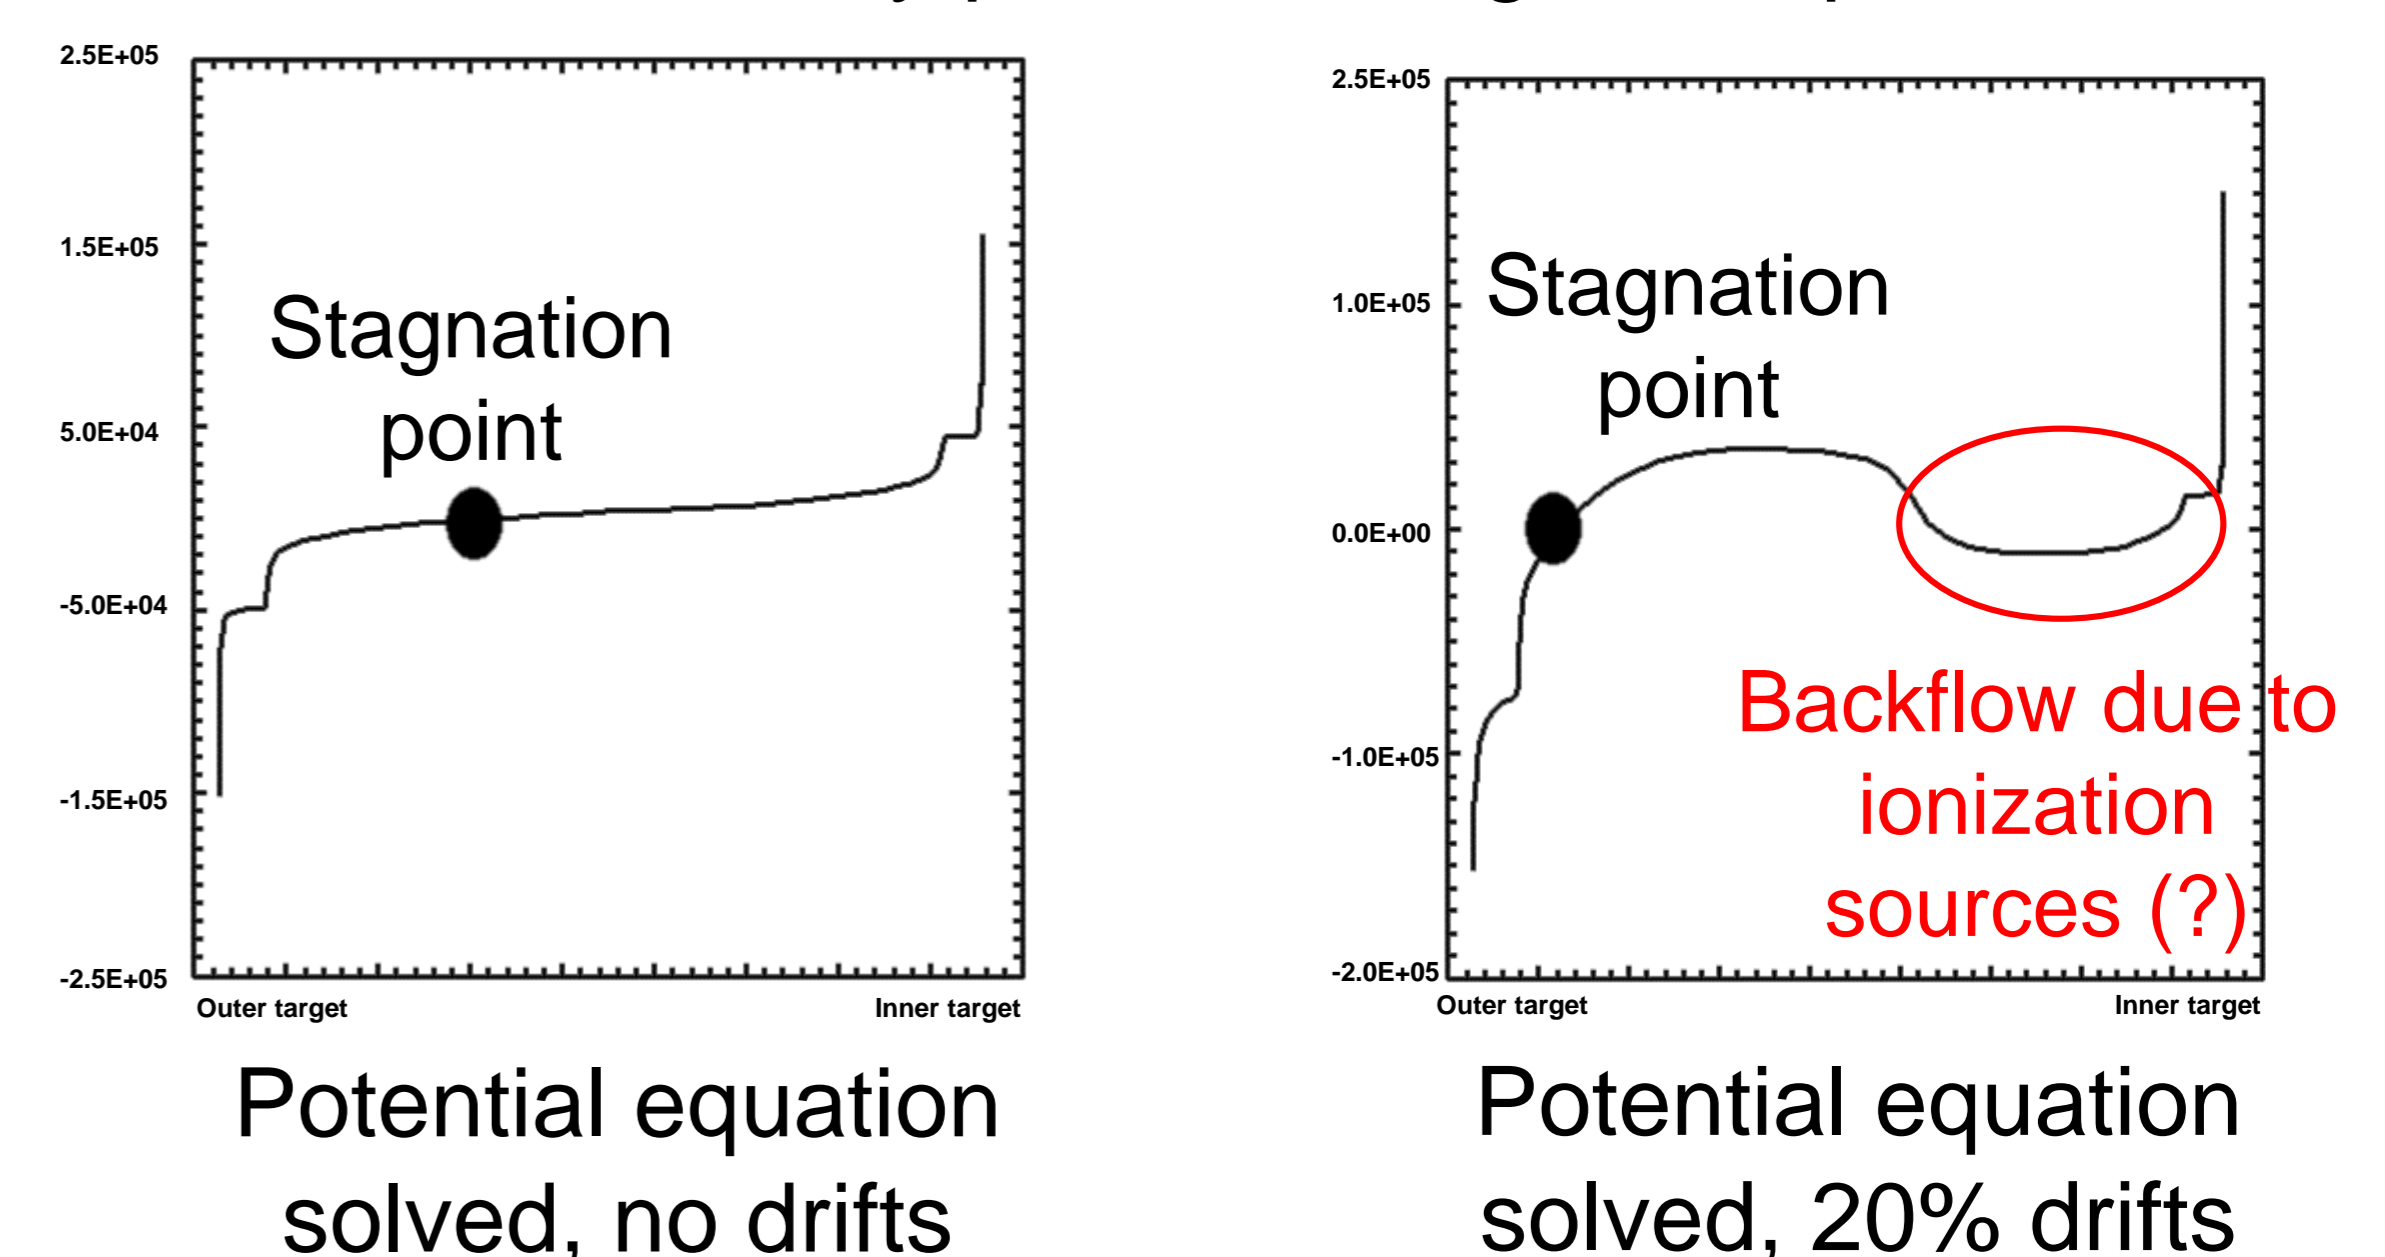 2.5E+05
1.5E+05
5.0E+04
-5.0E+04
-1.5E+05
-2.5E+05
Stagnation
point
Outer target
Inner target
Potential equation
solved, no drifts
2.5E+05
1.0E+05
0.0E+00
-1.0E+05
-2.0E+05
Stagnation
point
Backflow due to
ionization
sources (?)
Outer target
Inner target
Potential equation
solved, 20% drifts